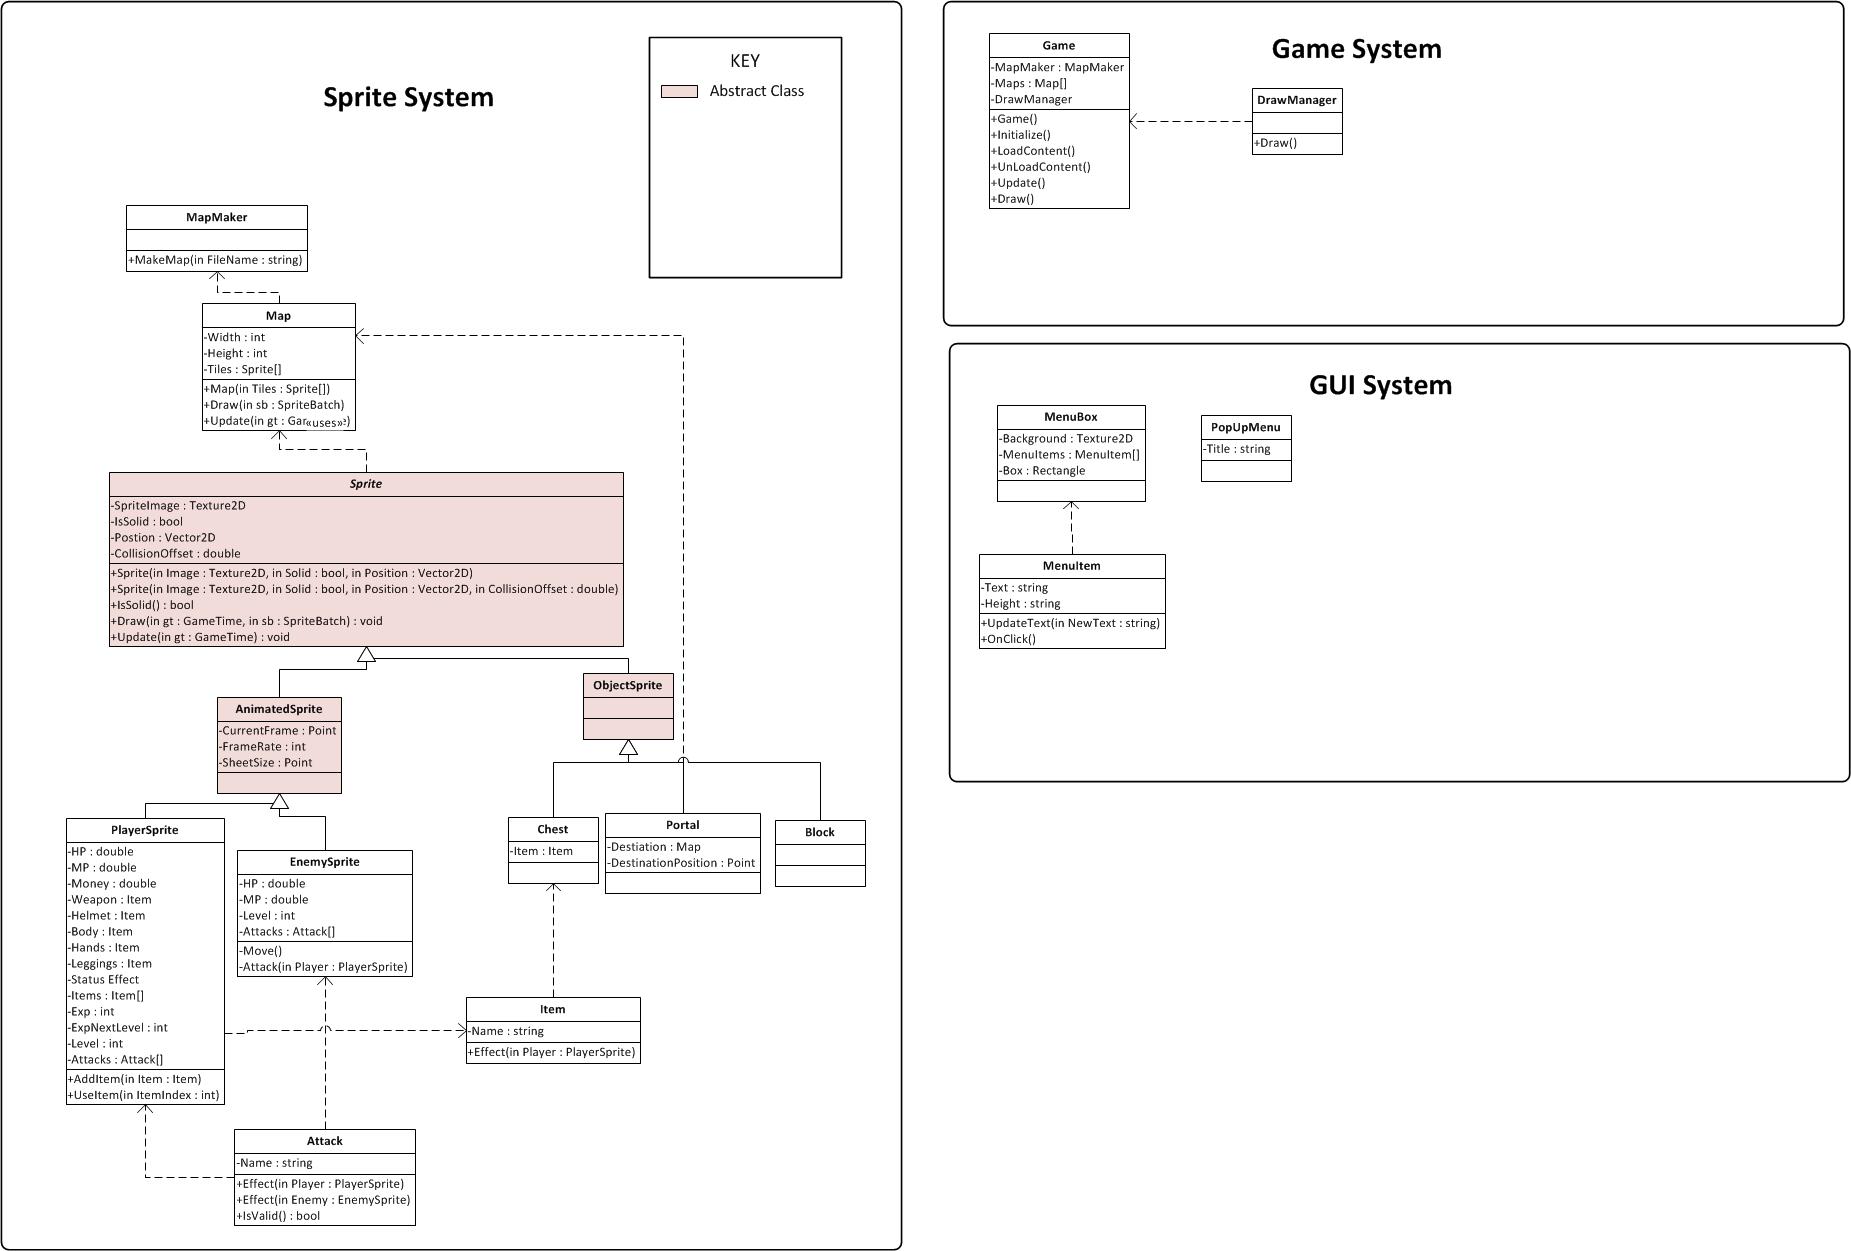 Sprite System
KEY
Abstract Class
MapMaker
+MakeMap(in FileName : string)
Map
-Width : int
-Height : int
-Tiles : Sprite[]
+Map(in Tiles : Sprite[])
+Draw(in sb : SpriteBatch)
+Update(in gt : Gar
«uses»
Sprite
-SpriteImage : Texture2D
-IsSolid : bool
-Postion : Vector2D
-CollisionOffset : double
+Sprite(in Image : Texture2D, in Solid : bool, in Position : Vector2D)
+Sprite(in Image : Texture2D, in Solid : bool, in Position : Vector2D, in CollisionOffset : double)
+IsSolid() : bool
+Draw(in gt : GameTime, in sb : SpriteBatch) : void
+Update(in gt : GameTime) : void
AnimatedSprite
-CurrentFrame : Point
-FrameRate : int
-SheetSize : Point
ObjectSprite
PlayerSprite
-HP : double
-MP : double
-Money : double
-Weapon : Item
-Helmet : Item
-Body : Item
-Hands : Item
-Leggings : Item
-Status Effect
-Items : Item[]
-Exp : int
-ExpNextLevel : int
-Level : int
-Attacks : Attack[]
+AddItem(in Item : Item)
+UseItem(in ItemIndex : int)
EnemySprite
-HP : double
-MP : double
-Level : int
-Attacks : Attack[]
-Move()
-Attack(in Player : PlayerSprite)
Chest
-Item : Item
Portal
-Destiation : Map
-DestinationPosition : Point
Block
Item
-Name : string
+Effect(in Player : PlayerSprite)
Attack
-Name : string
+Effect(in Player : PlayerSprite)
+Effect(in Enemy : EnemySprite)
+IsValid() : bool
Game System
Game
-MapMaker : MapMaker
-Maps : Map[]
-DrawManager
+Game()
+Initialize()
+LoadContent()
+UnLoadContent()
+Update()
+Draw()
DrawManager
+Draw()
GUI System
MenuBox
-Background : Texture2D
-MenuItems : MenuItem[]
-Box : Rectangle
PopUpMenu
-Title : string
MenuItem
-Text : string
-Height : string
+UpdateText(in NewText : string)
+OnClick()